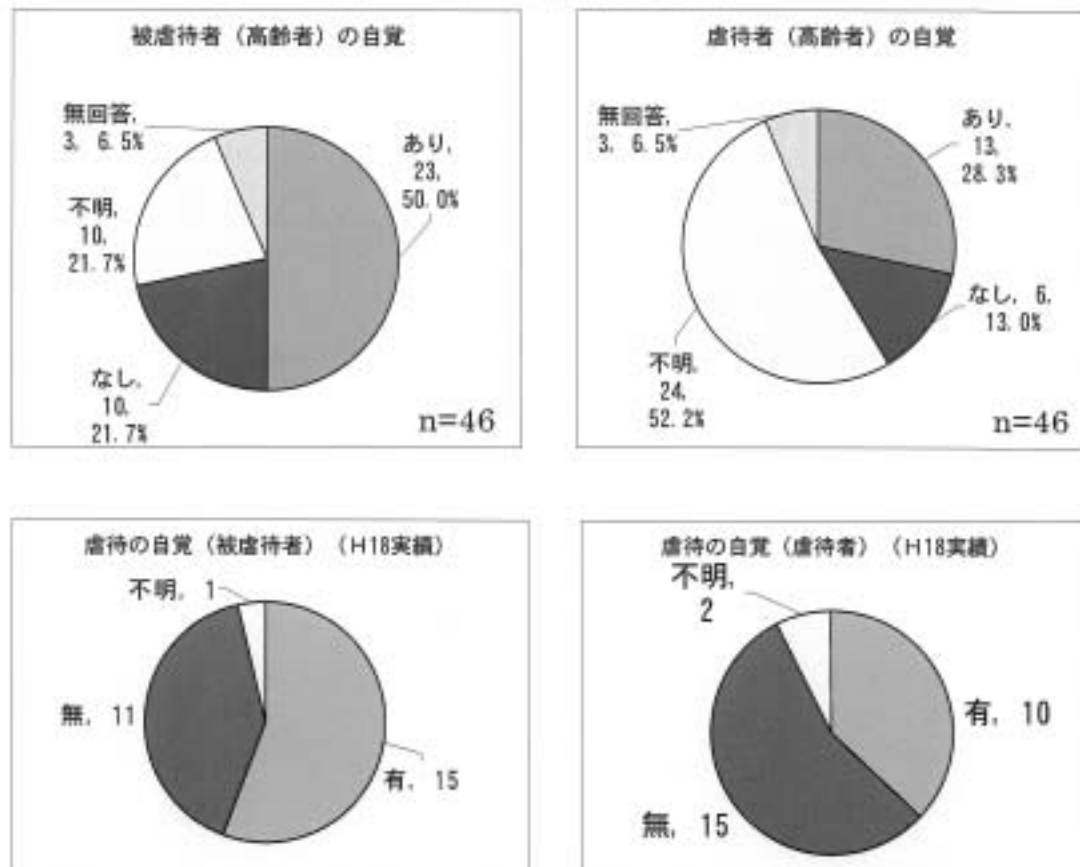 被虐待者（高齢者）の自覚
無回答,
3, 6.5%
あり,
23,
50.0%
不明,
10,
21.7%
なし,
10,
21.7%
n=46
虐待者（高齢者）の自覚
無回答,
3, 6.5%
あり,
13,
28.3%
なし, 6,
13.0%
不明,
24,
52.2%
n=46
虐待の自覚（被虐待者）（H18実績）
不明, 1
無, 11
有, 15
虐待の自覚（虐待者）（H18実績）
不明,
2
有, 10
無, 15